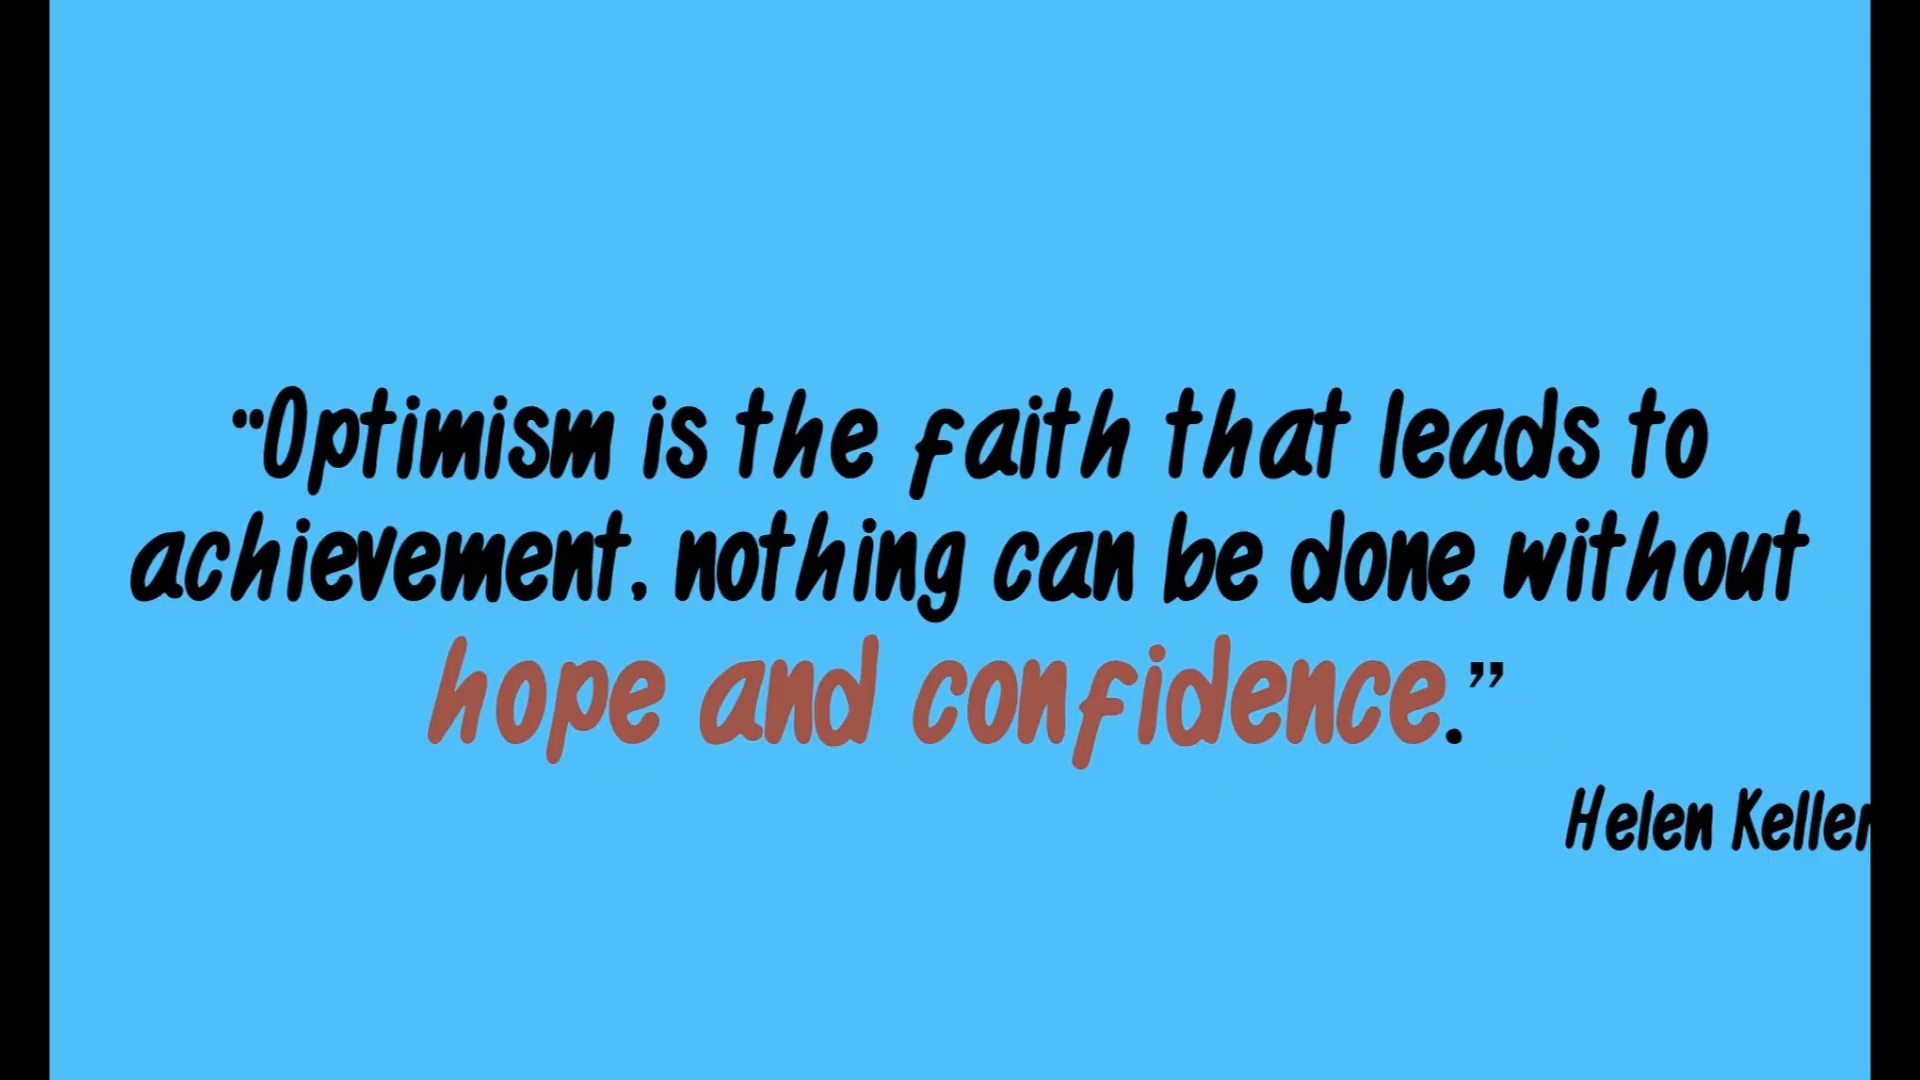 “Optimism is the faith that leads to
achievement, nothing can be done without
hope and confidence.”
Helen Keller